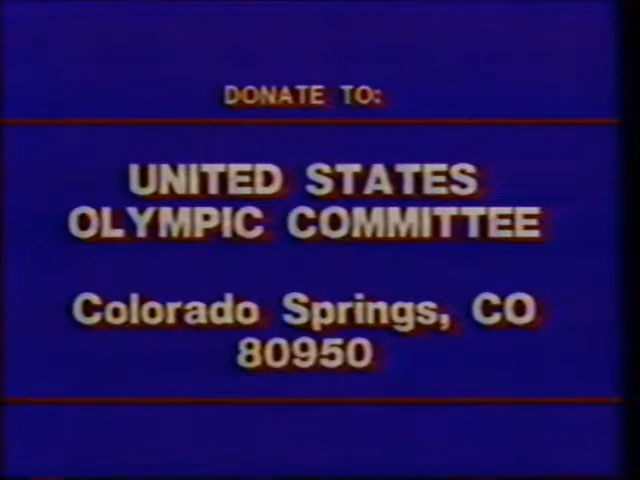 DONATE TO:
UNITED STATES
OLYMPIC COMMITTEE
Colorado Springs, CO
80950